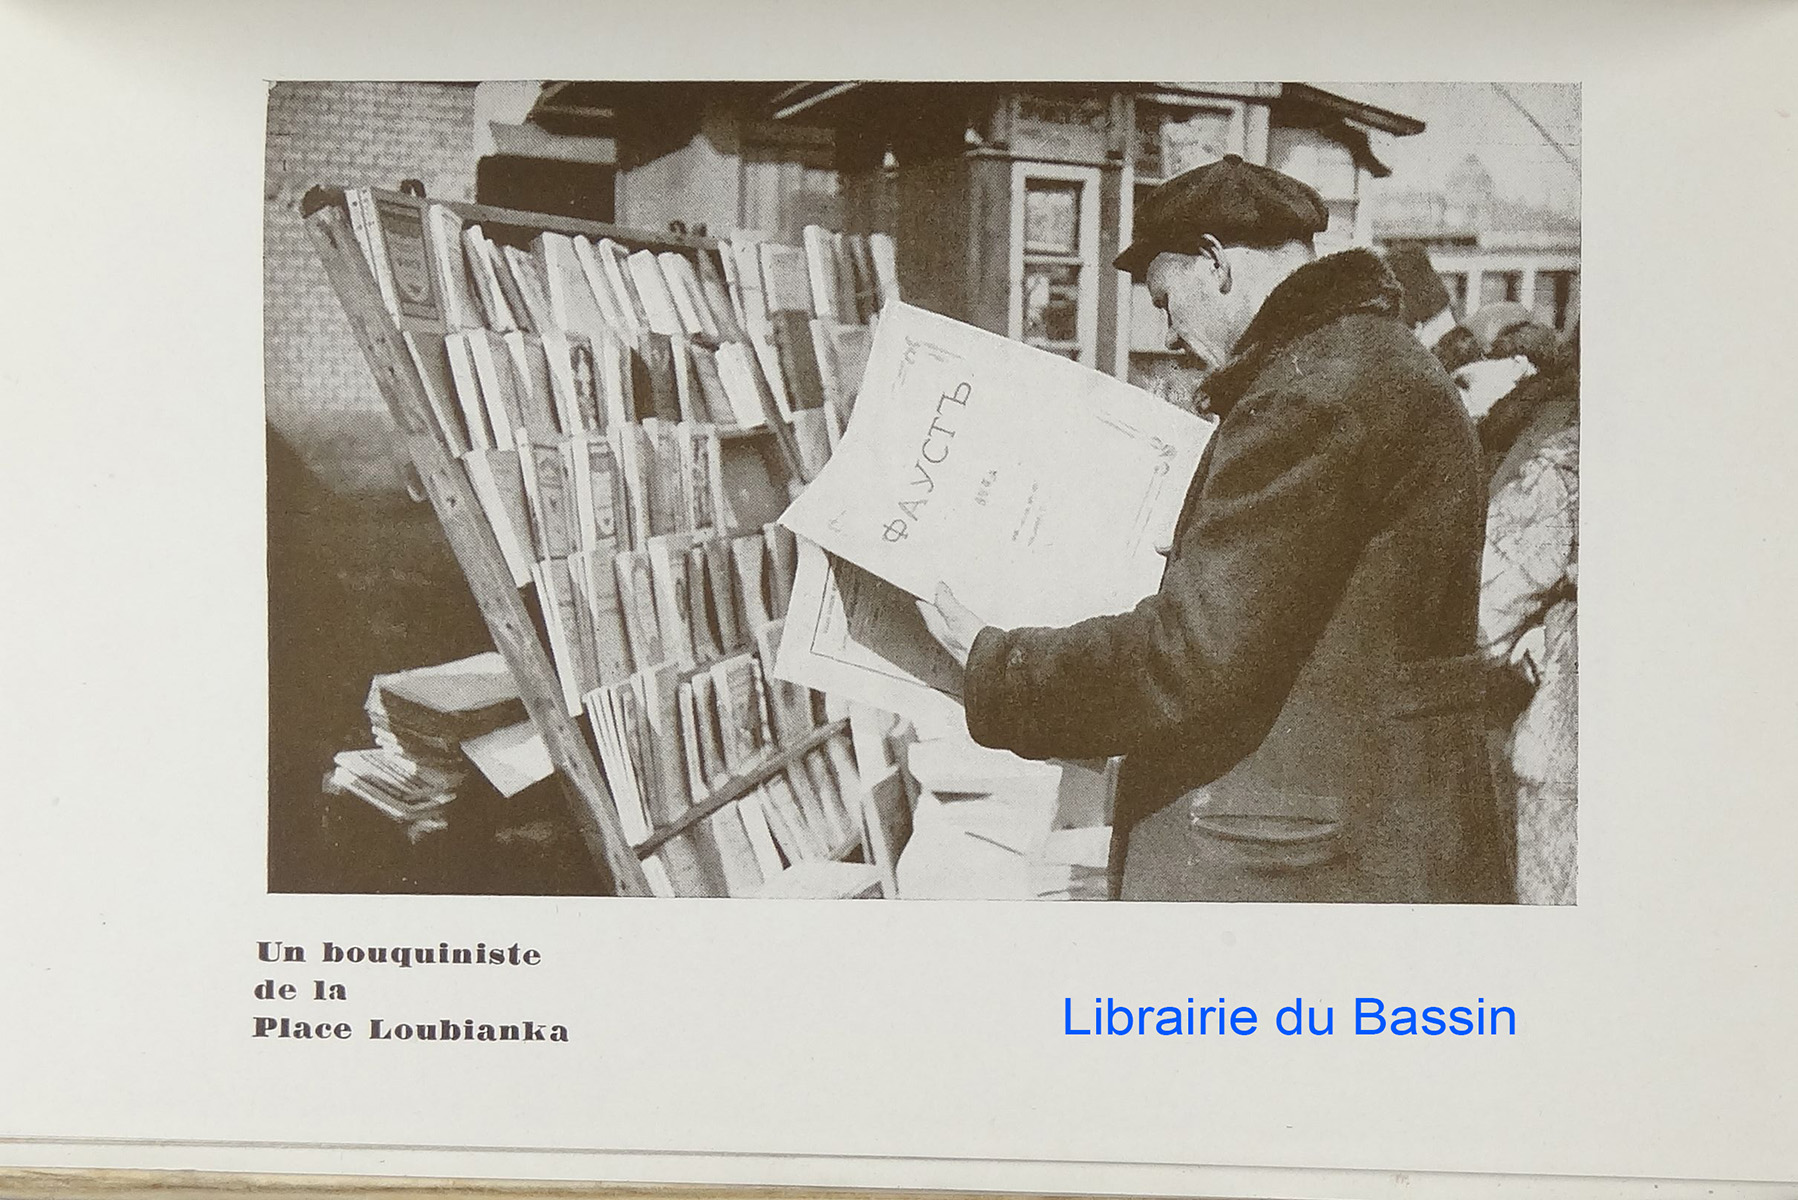 ФАУСТЪ
Un bouquiniste
de la
Place Loubianka
Librairie du Bassin